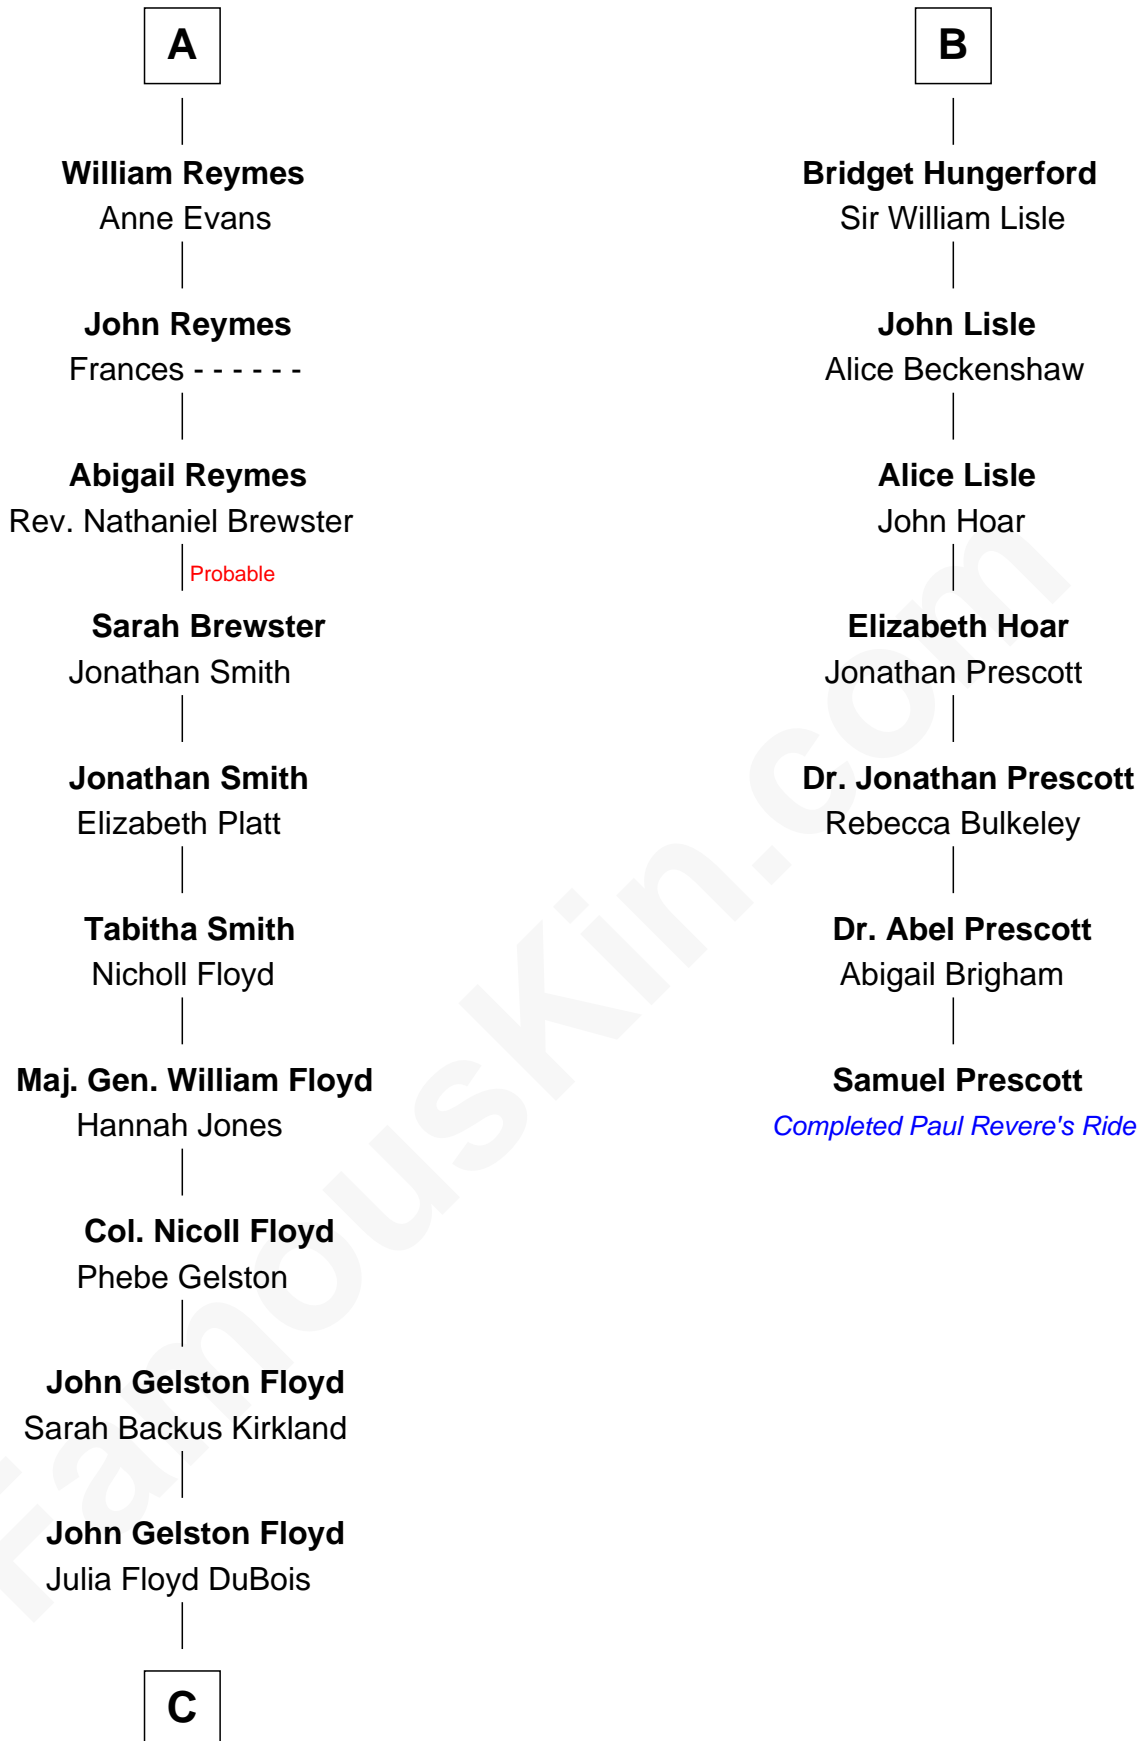 A
William Reymes
Anne Evans
John Reymes
Frances - - - - - -
Abigail Reymes
Rev. Nathaniel Brewster
Probable
Sarah Brewster
Jonathan Smith
Jonathan Smith
Elizabeth Platt
Tabitha Smith
Nicholl Floyd
Maj. Gen. William Floyd
Hannah Jones
Col. Nicoll Floyd
Phebe Gelston
John Gelston Floyd
Sarah Backus Kirkland
John Gelston Floyd
Julia Floyd DuBois
C
B
Bridget Hungerford
Sir William Lisle
John Lisle
Alice Beckenshaw
Alice Lisle
John Hoar
Elizabeth Hoar
Jonathan Prescott
Dr. Jonathan Prescott
Rebecca Bulkeley
Dr. Abel Prescott
Abigail Brigham
Samuel Prescott
Completed Paul Revere's Ride
FamousKin.com